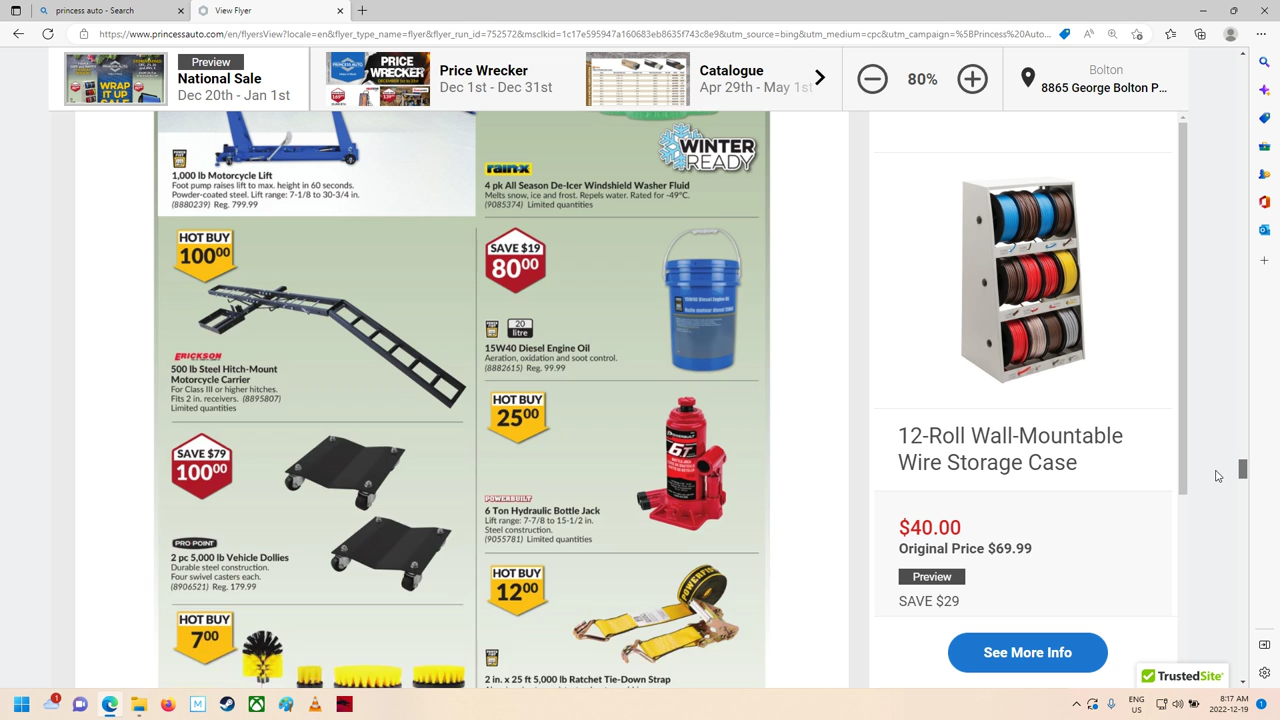 princess auto - Search
View Flyer
https://www.princessauto.com/en/flyersView?locale=en&flyer_type_name=flyer&flyer_run_id=752572&msclkid=1c17e595947a160683eb8635f743c8e9&utm_source=bing&utm_medium=cpc&utm_campaign=%5BPrincess%20Auto...
WRAP
IT UP
SALE
Preview
National Sale
Dec 20th - Jan 1st
PRICE
WRECKER
Price Wrecker
Dec 1st - Dec 31st
Catalogue
Apr 29th - May 1st
80%
Bolton
8865 George Bolton P...
1,000 lb Motorcycle Lift
Foot pump raises lift to max. height in 60 seconds.
Powder-coated steel. Lift range: 7-1/8 to 30-3/4 in.
(8880239) Reg. 799.99
WINTER
READY
rain-x
4 pk All Season De-Icer Windshield Washer Fluid
Melts snow, ice and frost. Repels water. Rated for -49°C.
(9085374) Limited quantities
HOT BUY
100⁰⁰
ERICKSON
500 lb Steel Hitch-Mount
Motorcycle Carrier
For Class III or higher hitches.
Fits 2 in. receivers. (8895807)
Limited quantities
SAVE $19
80⁰⁰
20
litre
15W40 Diesel Engine Oil
Aeration, oxidation and soot control.
(8882615) Reg. 99.99
SAVE $79
100⁰⁰
PRO.POINT
2 pc 5,000 lb Vehicle Dollies
Durable steel construction.
Four swivel casters each.
(8906521) Reg. 179.99
HOT BUY
25⁰⁰
6T
POWERBUILT
6 Ton Hydraulic Bottle Jack
Lift range: 7-7/8 to 15-1/2 in.
Steel construction.
(9055781) Limited quantities
HOT BUY
7⁰⁰
HOT BUY
12⁰⁰
POWERFIST
2 in. x 25 ft 5,000 lb Ratchet Tie-Down Strap
12-Roll Wall-Mountable
Wire Storage Case
$40.00
Original Price $69.99
Preview
SAVE $29
See More Info
TrustedSite
ENG
US
8:17 AM
2022-12-19